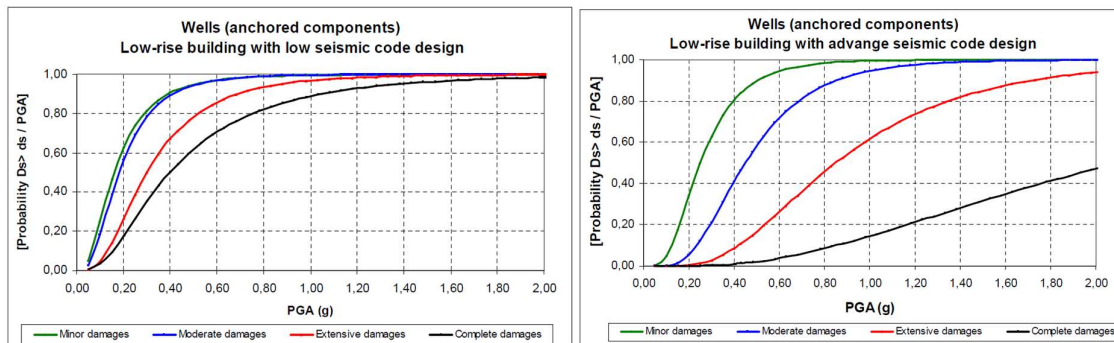 Wells (anchored components)
Low-rise building with low seismic code design
[Probability Ds> ds / PGA]
1,00
0,80
0,60
0,40
0,20
0,00
0,00 0,20 0,40 0,60 0,80 1,00 1,20 1,40 1,60 1,80 2,00
PGA (g)
Minor damages Moderate damages Extensive damages Complete damages
Wells (anchored components)
Low-rise building with advange seismic code design
[Probability Ds> ds / PGA]
1,00
0,80
0,60
0,40
0,20
0,00
0,00 0,20 0,40 0,60 0,80 1,00 1,20 1,40 1,60 1,80 2,00
PGA (g)
Minor damages Moderate damages Extensive damages Complete damages